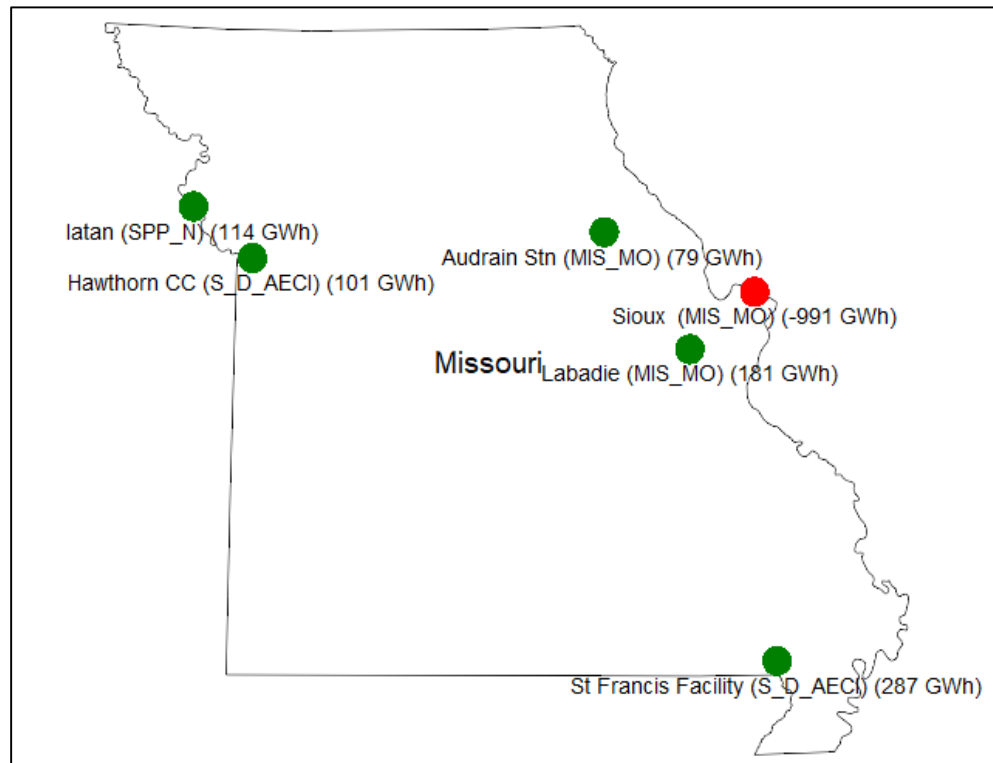 Iatan (SPP_N) (114 GWh)
Hawthorn CC (S_D_AECI) (101 GWh)
Audrain Stn (MIS_MO) (79 GWh)
Sioux  (MIS_MO) (-991 GWh)
Missouri
Labadie (MIS_MO) (181 GWh)
St Francis Facility (S_D_AECI) (287 GWh)